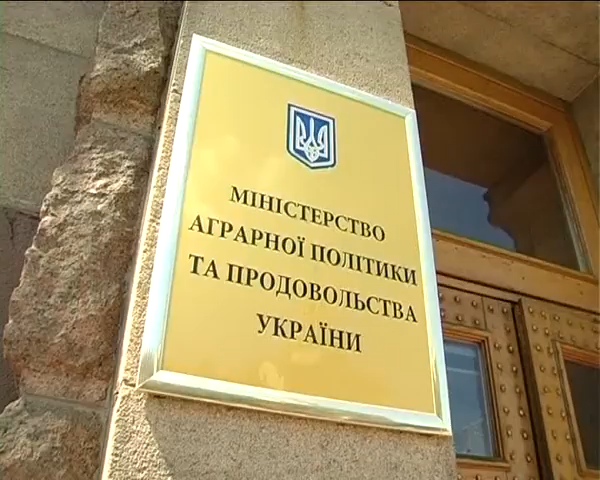 МІНІСТЕРСТВО
АГРАРНОЇ ПОЛІТИКИ
ТА ПРОДОВОЛЬСТВА
УКРАЇНИ